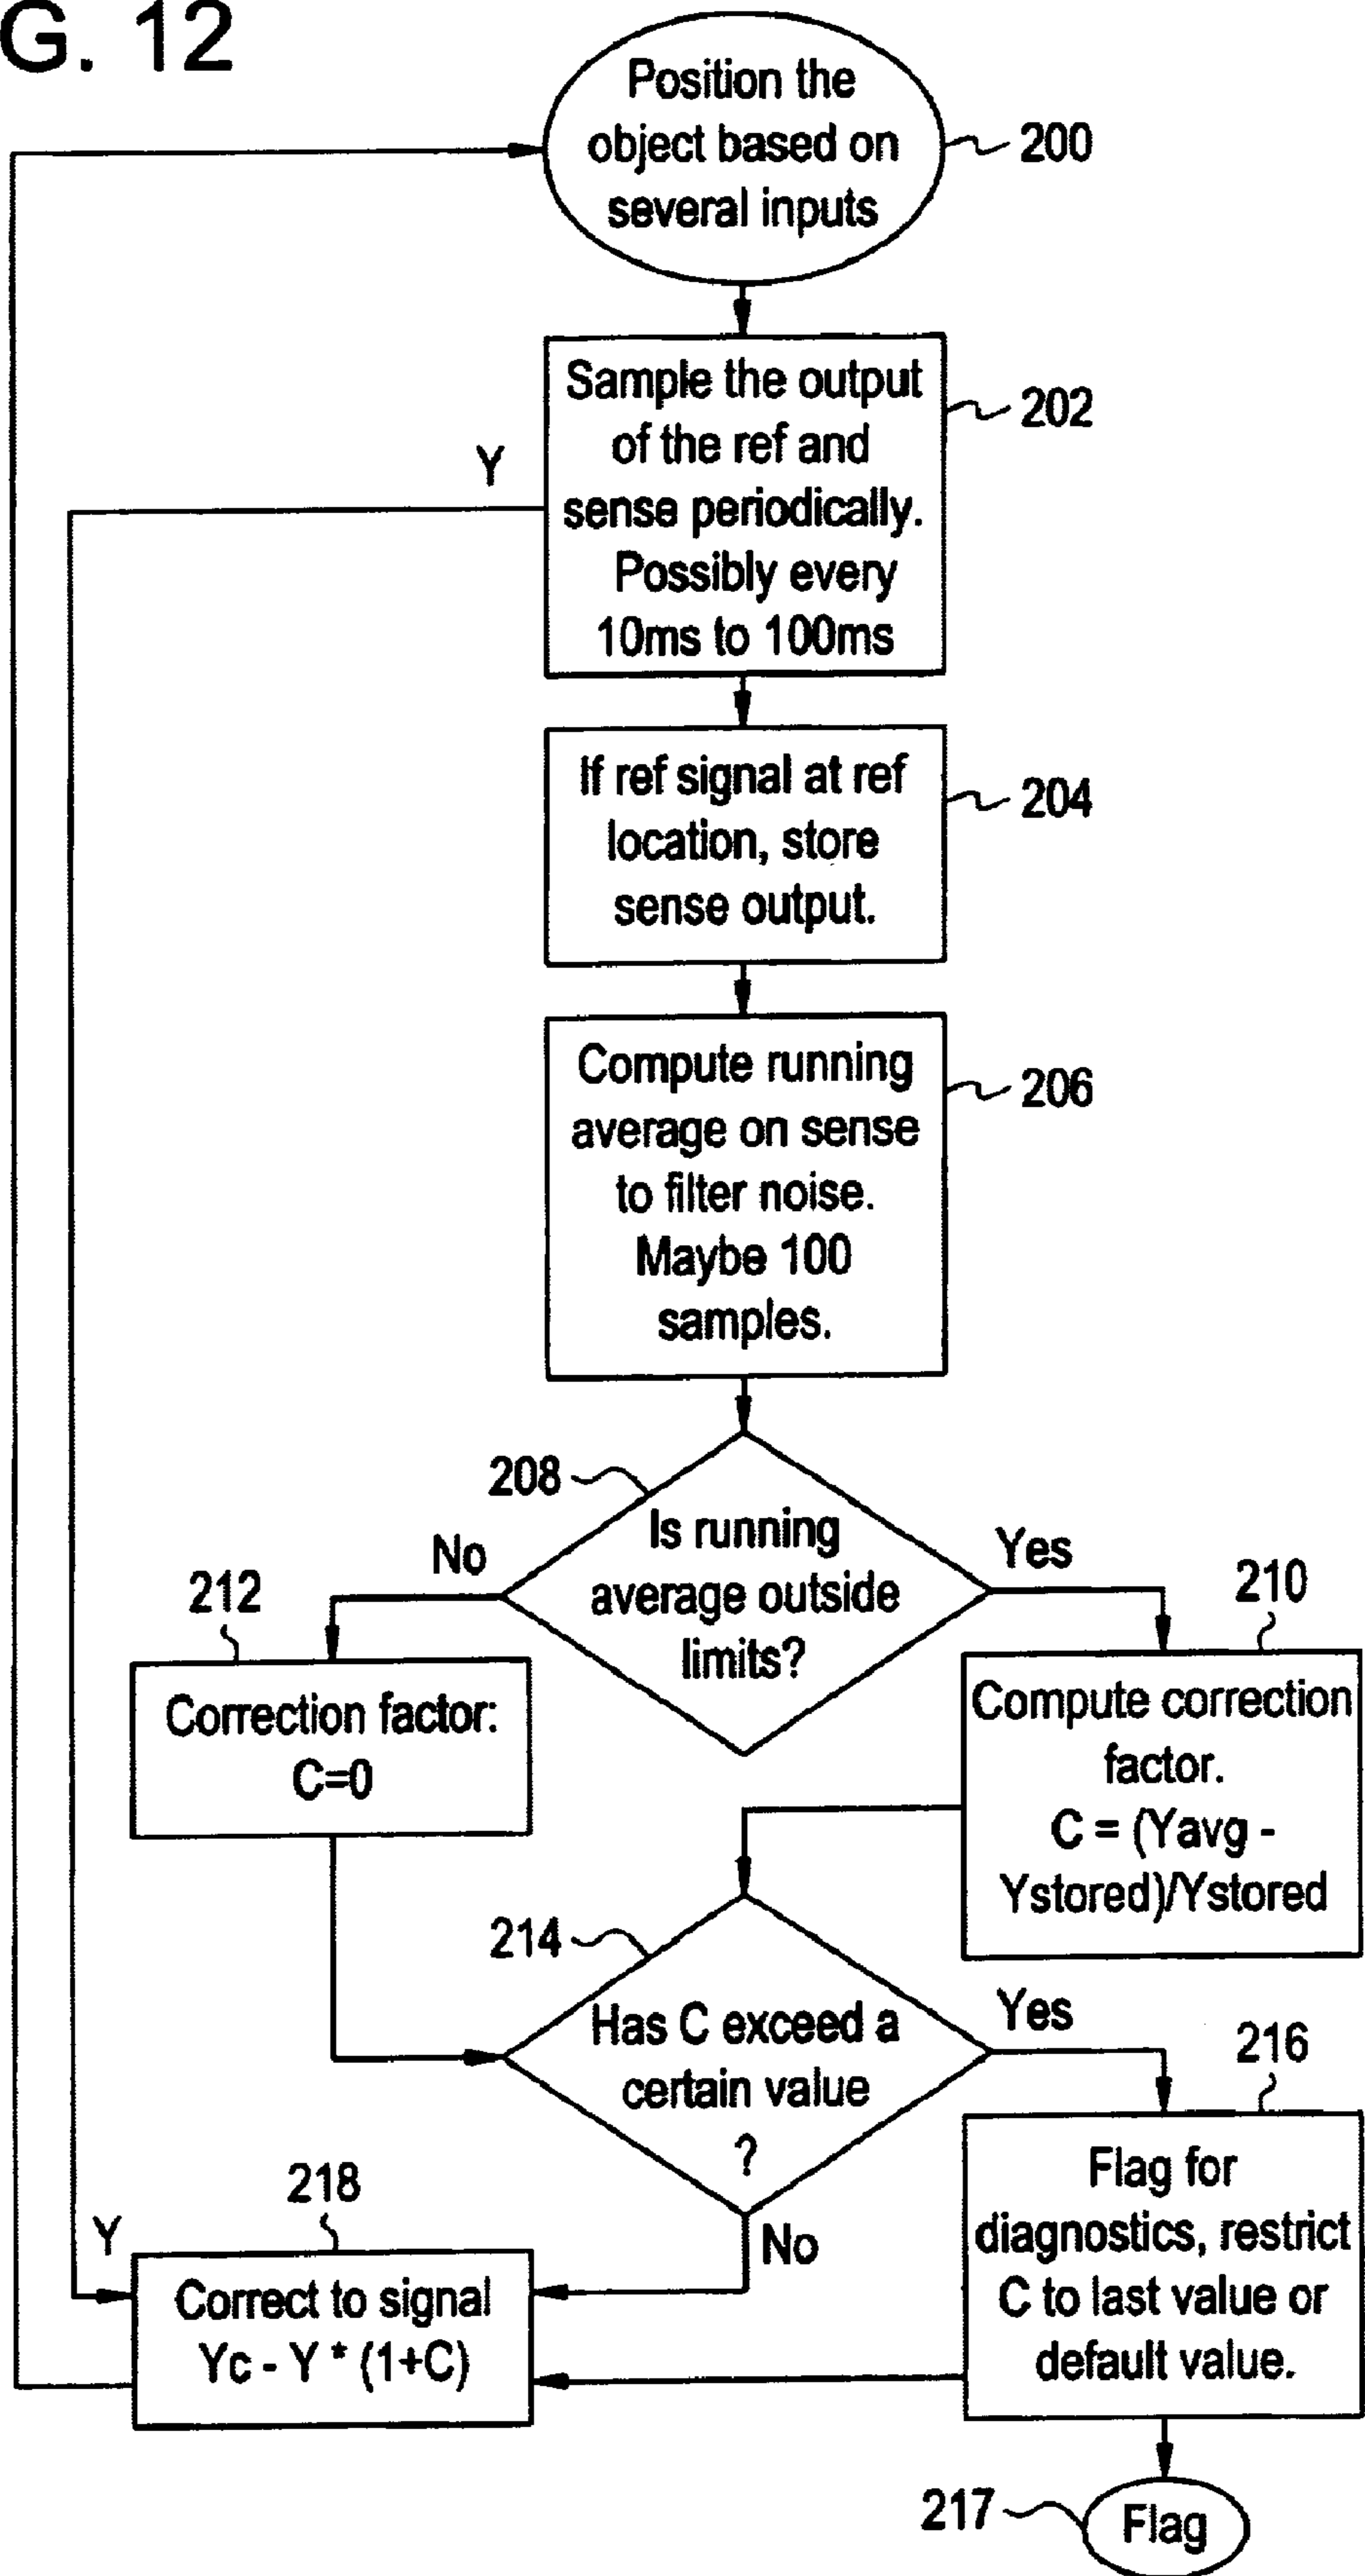 G. 12
Position the
object based on
several inputs
200
Sample the output
of the ref and
sense periodically.
Possibly every
10ms to 100ms
202
Y
If ref signal at ref
location, store
sense output.
204
Compute running
average on sense
to filter noise.
Maybe 100
samples.
206
208
Is running
average outside
limits?
No
Yes
212
Correction factor:
C=0
210
Compute correction
factor.
C = (Yavg -
Ystored)/Ystored
214
Has C exceed a
certain value
?
Yes
No
216
Flag for
diagnostics, restrict
C to last value or
default value.
218
Y
Correct to signal
Yc - Y * (1+C)
217
Flag